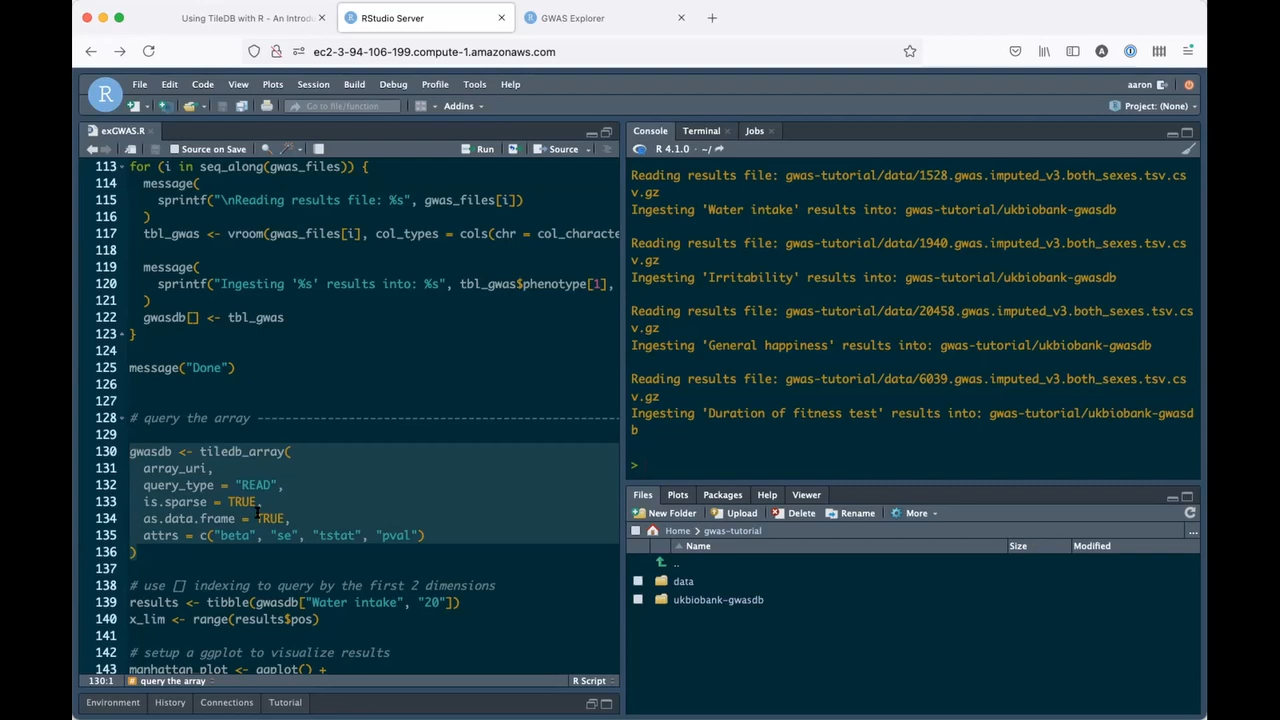 Using TileDB with R - An Introdu
RStudio Server
GWAS Explorer
ec2-3-94-106-199.compute-1.amazonaws.com
File Edit Code View Plots Session Build Debug Profile Tools Help
aaron
Go to file/function
Addins
Project: (None)
exGWAS.R
Source on Save
Run
Source
113 for (i in seq_along(gwas_files)) {
114 message(
115 sprintf("\nReading results file: %s", gwas_files[i])
116 )
117 tbl_gwas <- vroom(gwas_files[i], col_types = cols(chr = col_characte
118
119 message(
120 sprintf("Ingesting '%s' results into: %s", tbl_gwas$phenotype[1],
121 )
122 gwasdb[] <- tbl_gwas
123 }
124
125 message("Done")
126
127
128 # query the array ----------------------------------------------------
129
130 gwasdb <- tiledb_array(
131 array_uri,
132 query_type = "READ",
133 is.sparse = TRUE,
134 as.data.frame = TRUE,
135 attrs = c("beta", "se", "tstat", "pval")
136 )
137
138 # use [] indexing to query by the first 2 dimensions
139 results <- tibble(gwasdb["Water intake", "20"])
140 x_lim <- range(results$pos)
141
142 # setup a ggplot to visualize results
143 manhattan_plot <- ggplot() +
130:1
# query the array
R Script
Environment History Connections Tutorial
Console Terminal Jobs
R 4.1.0 · ~/
Reading results file: gwas-tutorial/data/1528.gwas.imputed_v3.both_sexes.tsv.cs
v.gz
Ingesting 'Water intake' results into: gwas-tutorial/ukbiobank-gwasdb
Reading results file: gwas-tutorial/data/1940.gwas.imputed_v3.both_sexes.tsv.cs
v.gz
Ingesting 'Irritability' results into: gwas-tutorial/ukbiobank-gwasdb
Reading results file: gwas-tutorial/data/20458.gwas.imputed_v3.both_sexes.tsv.cs
v.gz
Ingesting 'General happiness' results into: gwas-tutorial/ukbiobank-gwasdb
Reading results file: gwas-tutorial/data/6039.gwas.imputed_v3.both_sexes.tsv.cs
v.gz
Ingesting 'Duration of fitness test' results into: gwas-tutorial/ukbiobank-gwasd
b
>
Files Plots Packages Help Viewer
New Folder Upload Delete Rename More
Home gwas-tutorial
Name Size Modified
..
data
ukbiobank-gwasdb